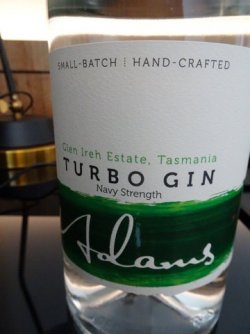 SMALL-BATCH | HAND-CRAFTED
Glen Ireh Estate, Tasmania
TURBO GIN
Navy Strength
Adams